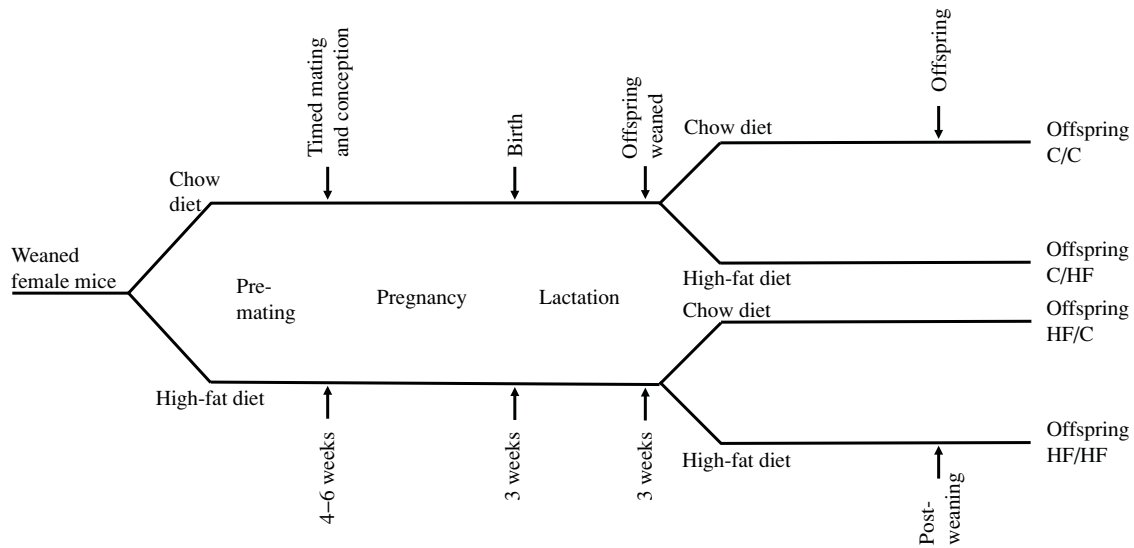 Timed mating
and conception
Birth
Offspring
weaned
Offspring
Chow diet
Offspring
C/C
Chow
diet
Weaned
female mice
Pre-
mating
Pregnancy
Lactation
High-fat diet
Offspring
C/HF
Chow diet
Offspring
HF/C
High-fat diet
High-fat diet
Offspring
HF/HF
4–6 weeks
3 weeks
3 weeks
Post-
weaning